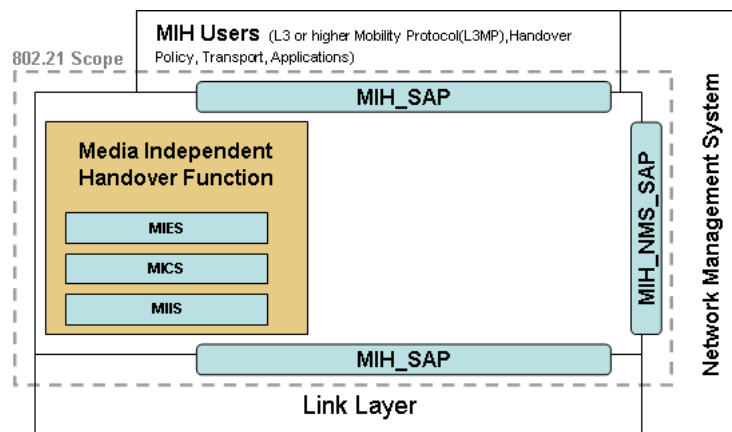 MIH Users (L3 or higher Mobility Protocol(L3MP),Handover
Policy, Transport, Applications)
802.21 Scope
MIH_SAP
Media Independent
Handover Function
MIES
MICS
MIIS
MIH_NMS_SAP
Network Management System
MIH_SAP
Link Layer